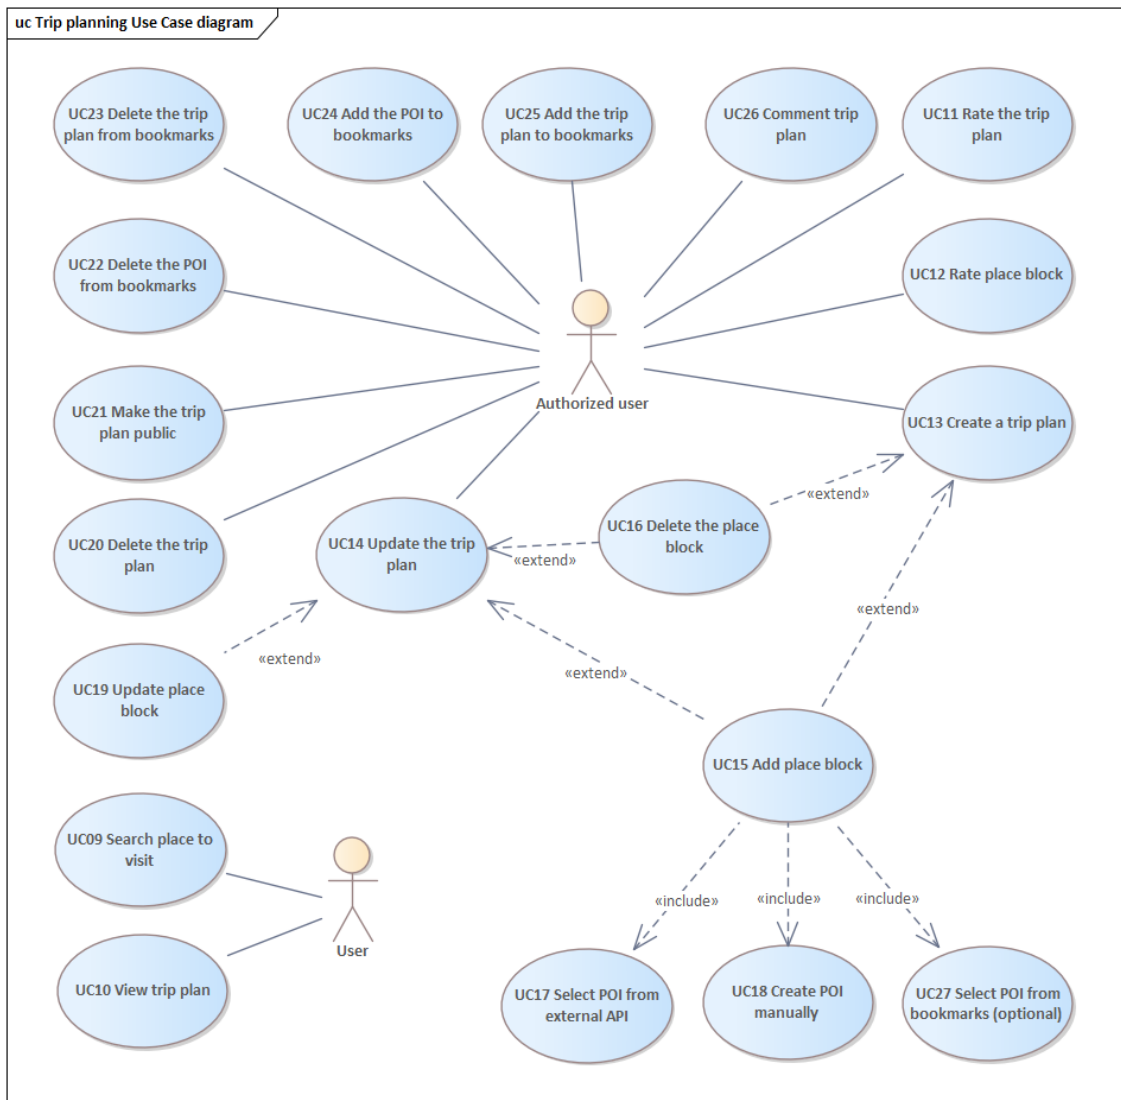 uc Trip planning Use Case diagram
UC23 Delete the trip
plan from bookmarks
UC24 Add the POI to
bookmarks
UC25 Add the trip
plan to bookmarks
UC26 Comment trip
plan
UC11 Rate the trip
plan
UC22 Delete the POI
from bookmarks
UC12 Rate place block
UC21 Make the trip
plan public
Authorized user
UC13 Create a trip plan
«extend»
UC20 Delete the trip
plan
UC14 Update the trip
plan
«extend»
UC16 Delete the place
block
«extend»
«extend»
«extend»
UC19 Update place
block
UC15 Add place block
UC09 Search place to
visit
User
«include»
«include»
«include»
UC10 View trip plan
UC17 Select POI from
external API
UC18 Create POI
manually
UC27 Select POI from
bookmarks (optional)